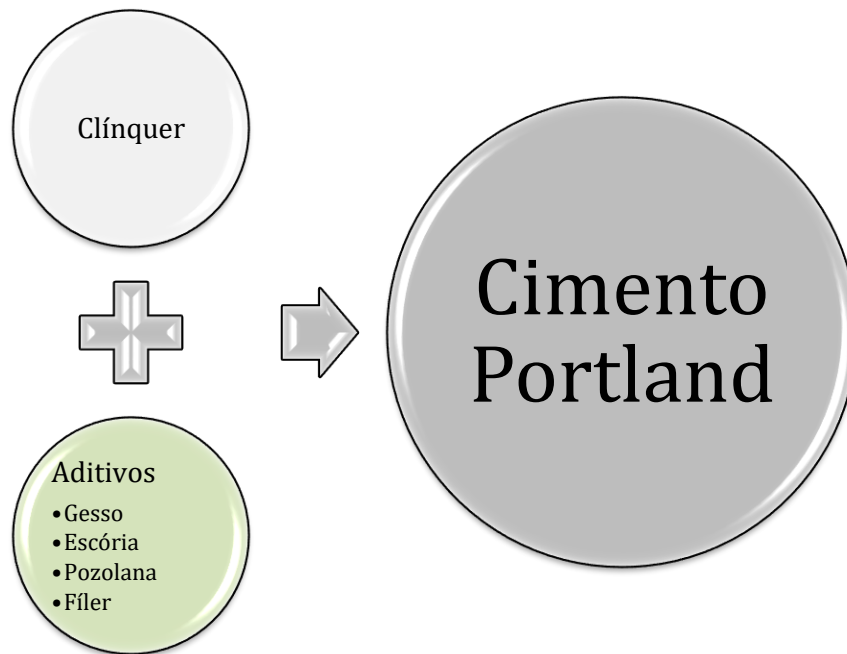 Clínquer
Aditivos
•Gesso
•Escória
•Pozolana
•Fíler
Cimento
Portland